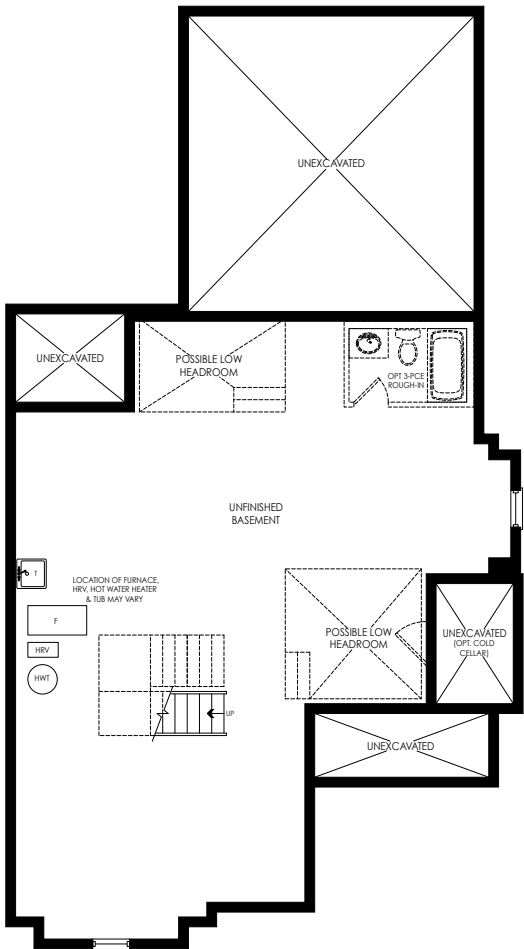 UNEXCAVATED
UNEXCAVATED
POSSIBLE LOW
HEADROOM
OPT 3-PCE
ROUGH-IN
UNFINISHED
BASEMENT
T
LOCATION OF FURNACE,
HRV, HOT WATER HEATER
& TUB MAY VARY
F
HRV
HWT
UP
POSSIBLE LOW
HEADROOM
UNEXCAVATED
(OPT. COLD
CELLAR)
UNEXCAVATED